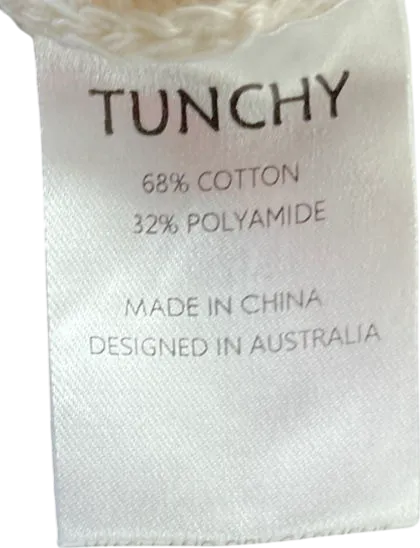 TUNCHY
68% COTTON
32% POLYAMIDE
MADE IN CHINA
DESIGNED IN AUSTRALIA